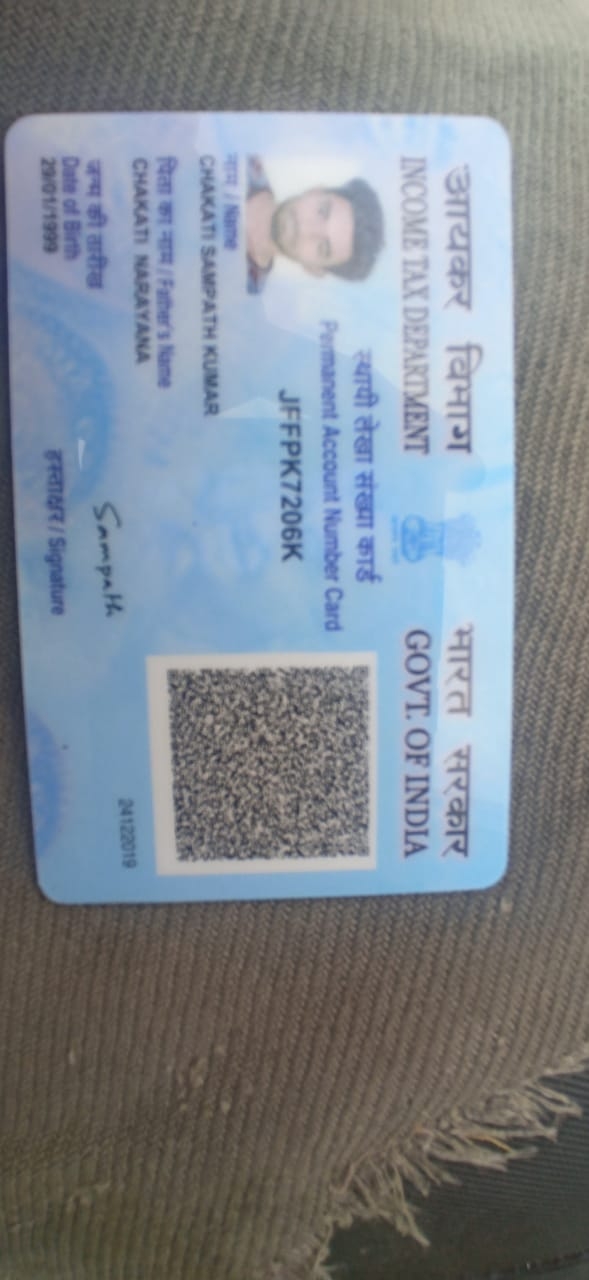 आयकर विभाग
INCOME TAX DEPARTMENT
भारत सरकार
GOVT. OF INDIA
स्थायी लेखा संख्या कार्ड
Permanent Account Number Card
JFFPK7206K
नाम / Name
CHAKATI SAMPATH KUMAR
पिता का नाम / Father's Name
CHAKATI NARAYANA
जन्म की तारीख
Date of Birth
29/01/1999
Sampath
हस्ताक्षर / Signature
24122019